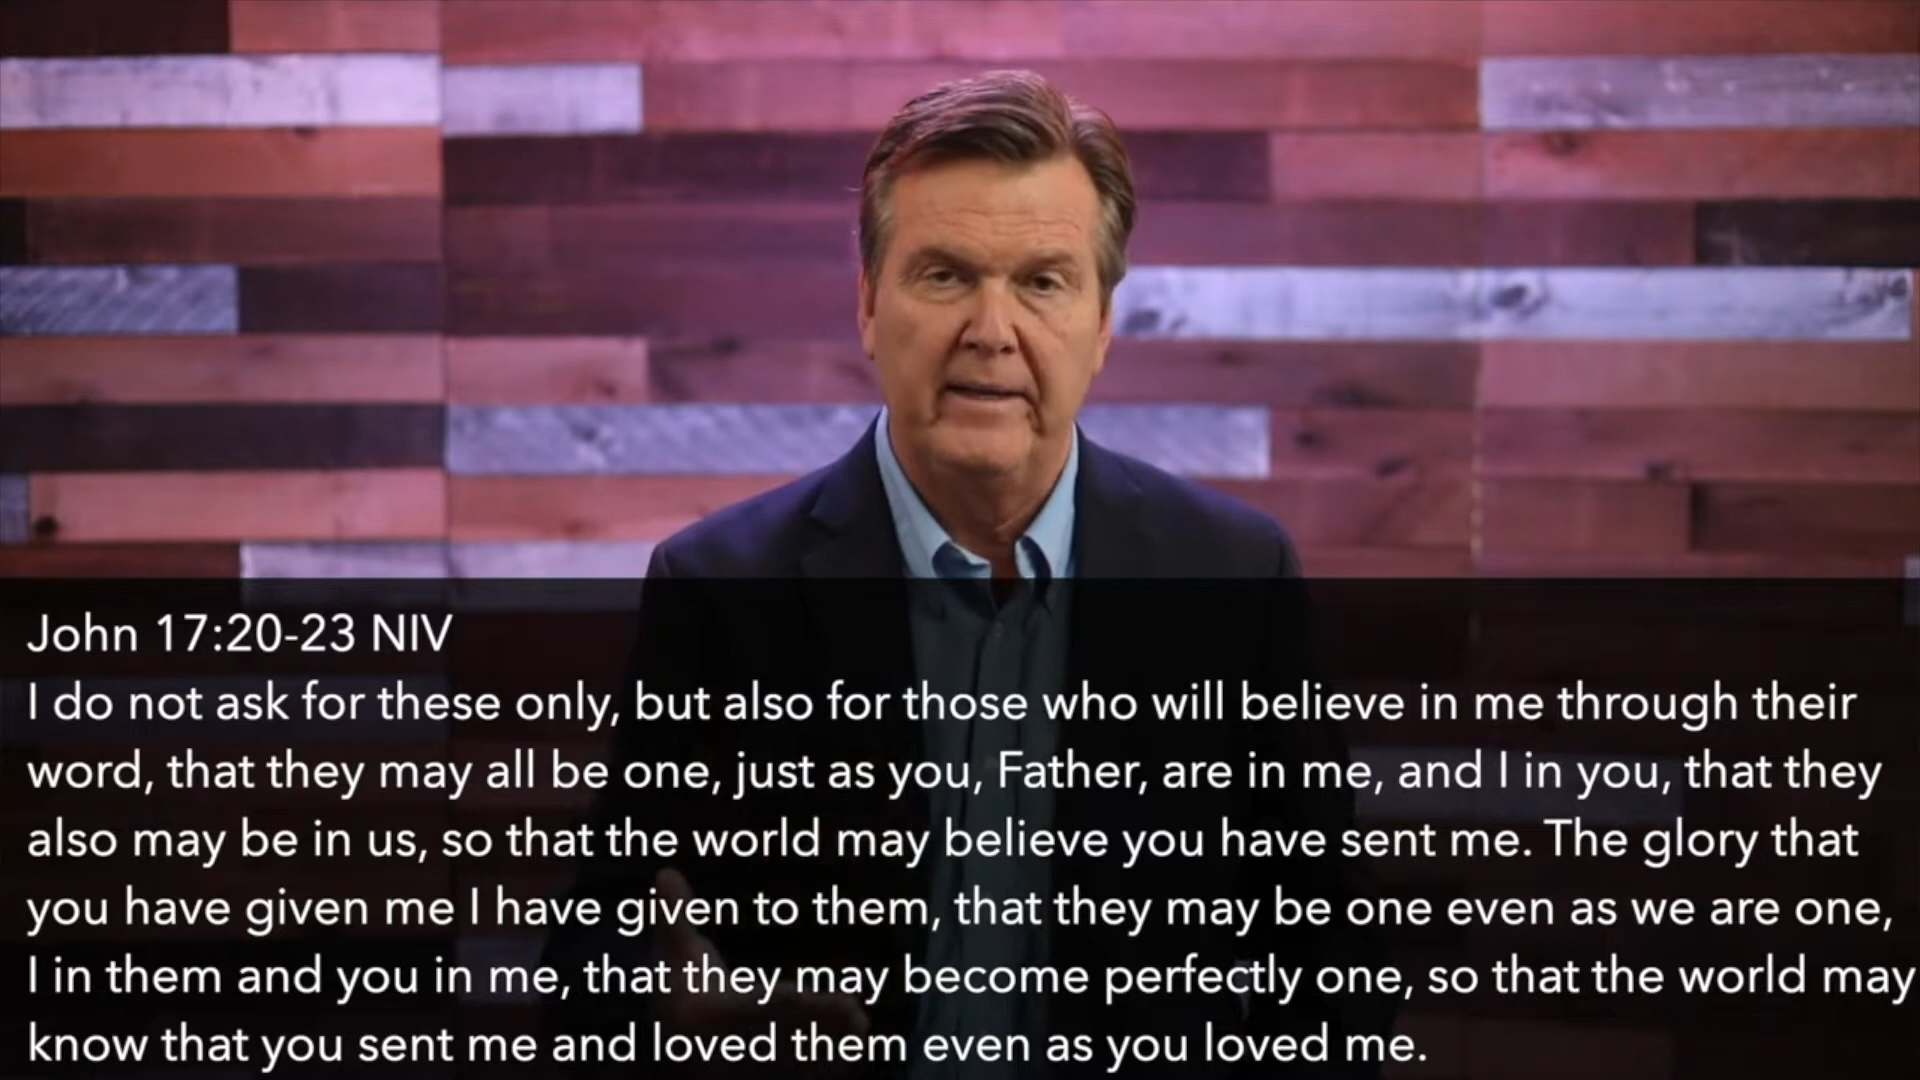 John 17:20-23 NIV
I do not ask for these only, but also for those who will believe in me through their
word, that they may all be one, just as you, Father, are in me, and I in you, that they
also may be in us, so that the world may believe you have sent me. The glory that
you have given me I have given to them, that they may be one even as we are one,
I in them and you in me, that they may become perfectly one, so that the world may
know that you sent me and loved them even as you loved me.